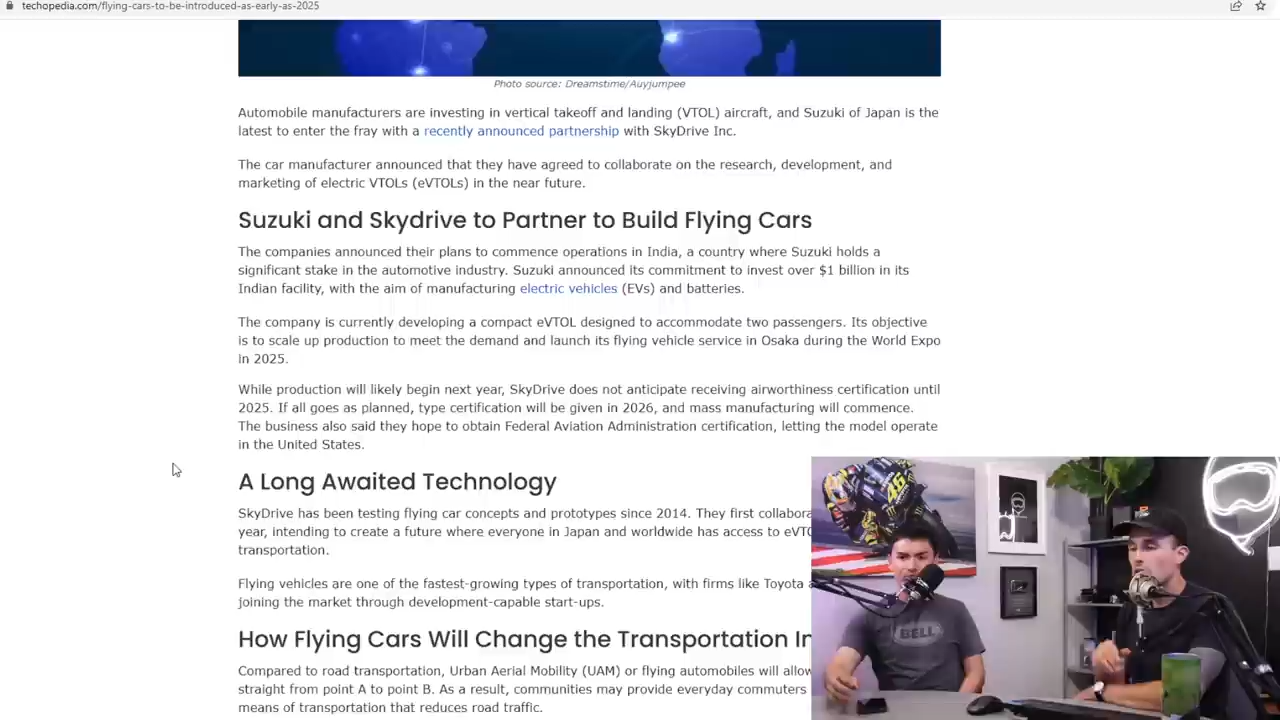 techopedia.com/flying-cars-to-be-introduced-as-early-as-2025
Photo source: Dreamstime/Auyjumpee
Automobile manufacturers are investing in vertical takeoff and landing (VTOL) aircraft, and Suzuki of Japan is the
latest to enter the fray with a recently announced partnership with SkyDrive Inc.
The car manufacturer announced that they have agreed to collaborate on the research, development, and
marketing of electric VTOLs (eVTOLs) in the near future.
Suzuki and Skydrive to Partner to Build Flying Cars
The companies announced their plans to commence operations in India, a country where Suzuki holds a
significant stake in the automotive industry. Suzuki announced its commitment to invest over $1 billion in its
Indian facility, with the aim of manufacturing electric vehicles (EVs) and batteries.
The company is currently developing a compact eVTOL designed to accommodate two passengers. Its objective
is to scale up production to meet the demand and launch its flying vehicle service in Osaka during the World Expo
in 2025.
While production will likely begin next year, SkyDrive does not anticipate receiving airworthiness certification until
2025. If all goes as planned, type certification will be given in 2026, and mass manufacturing will commence.
The business also said they hope to obtain Federal Aviation Administration certification, letting the model operate
in the United States.
A Long Awaited Technology
SkyDrive has been testing flying car concepts and prototypes since 2014. They first collabora
year, intending to create a future where everyone in Japan and worldwide has access to eVTO
transportation.
Flying vehicles are one of the fastest-growing types of transportation, with firms like Toyota a
joining the market through development-capable start-ups.
How Flying Cars Will Change the Transportation In
Compared to road transportation, Urban Aerial Mobility (UAM) or flying automobiles will allow
straight from point A to point B. As a result, communities may provide everyday commuters
means of transportation that reduces road traffic.
46
BELL